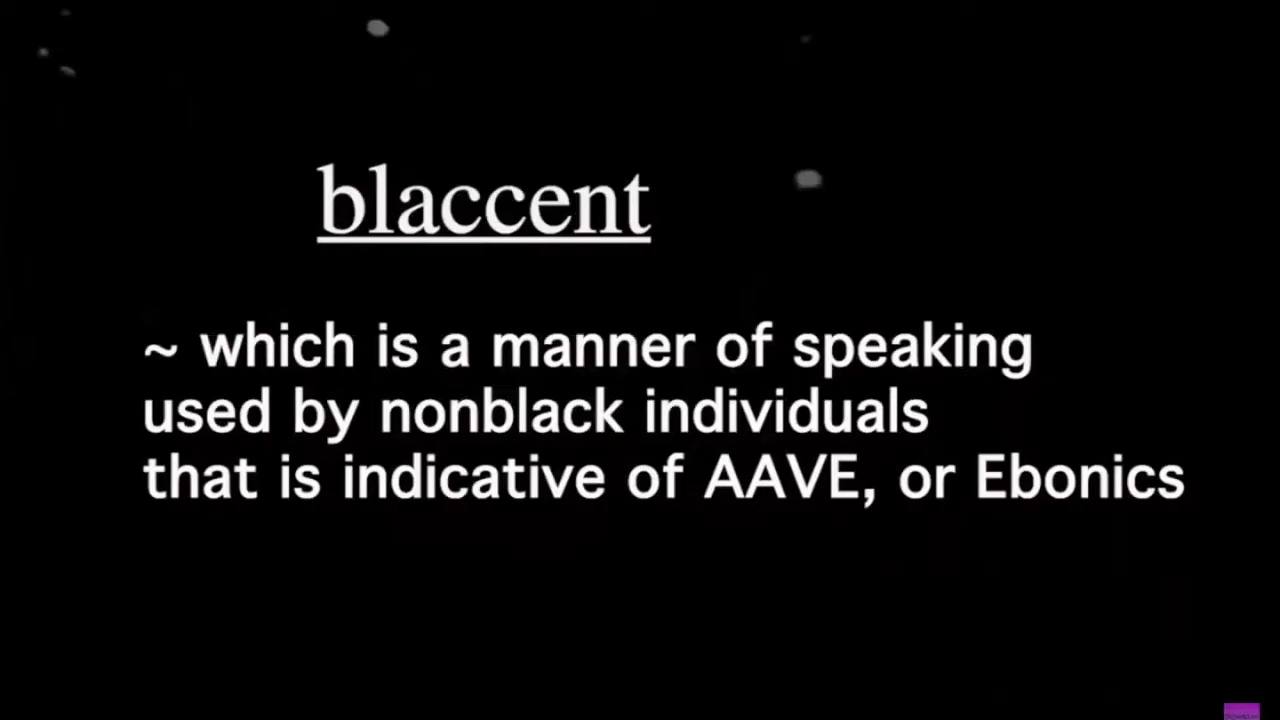 blaccent
~ which is a manner of speaking
used by nonblack individuals
that is indicative of AAVE, or Ebonics